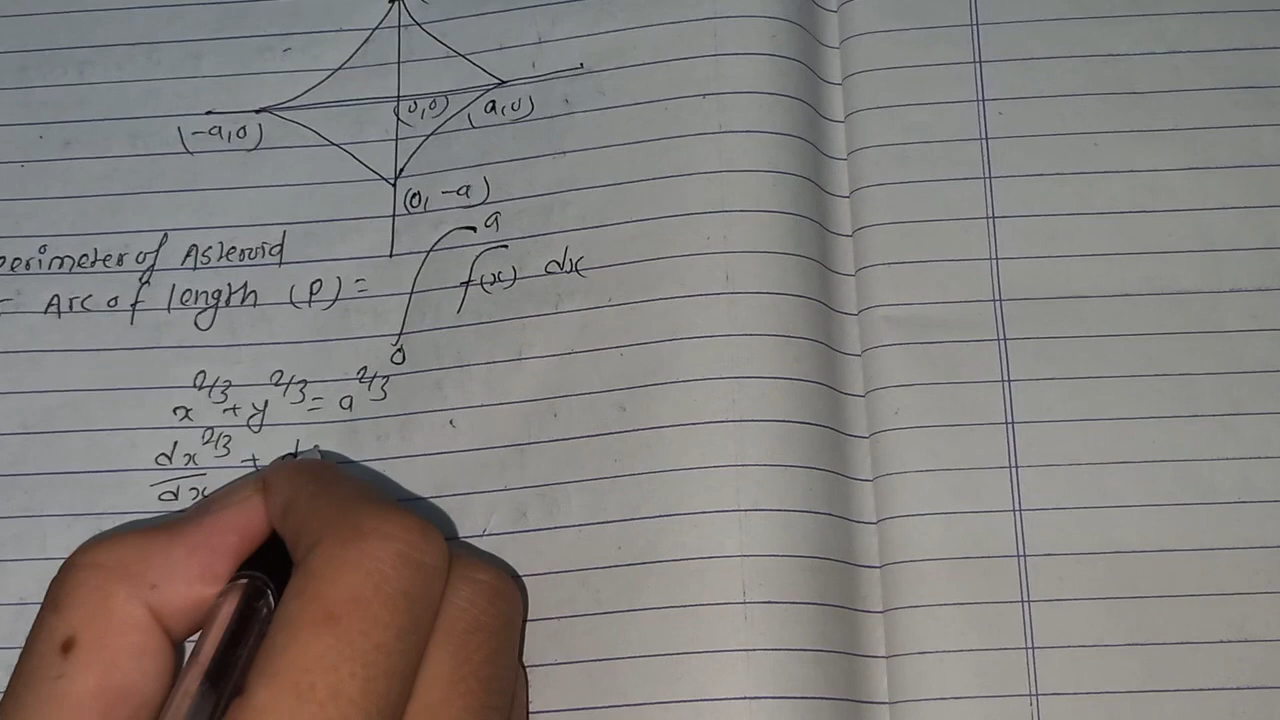 (-a,0) (0,0) (a,0)
(0, -a)
perimeter of Asteroid
= Arc of length (P) = ∫₀ᵃ f(x) dx
x^2/3 + y^2/3 = a^2/3
dx^2/3/dx + d